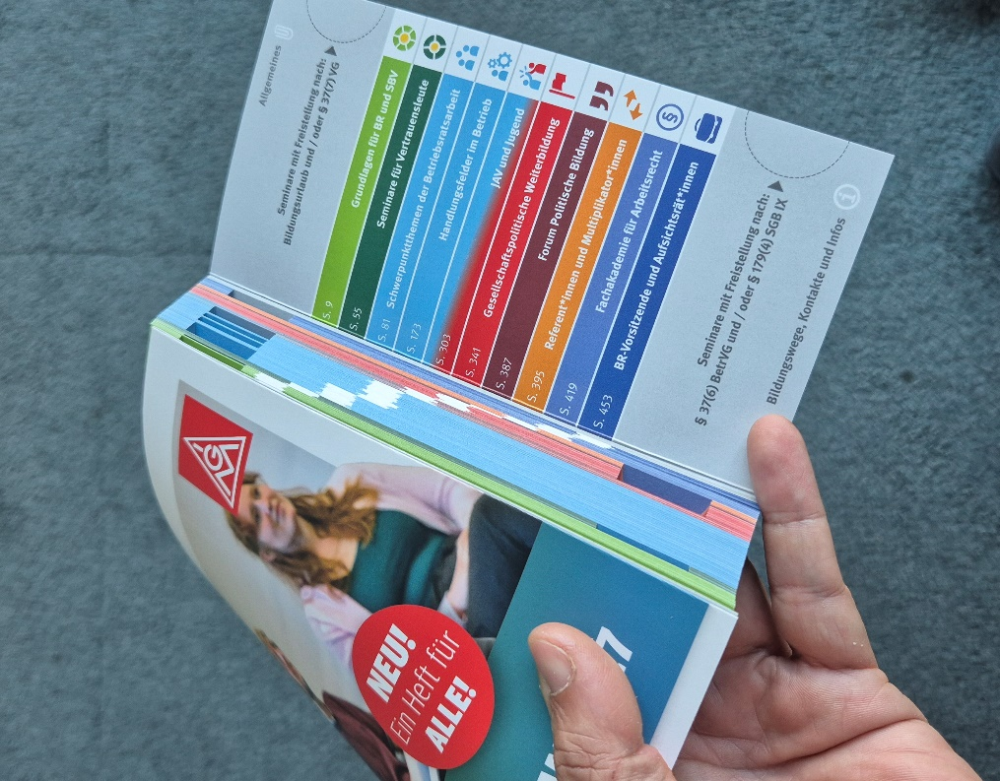 Allgemeines
Seminare mit Freistellung nach:
Bildungsurlaub und / oder § 37(7) VG
Grundlagen für BR und SBV
S. 9
Seminare für Vertrauensleute
S. 55
Schwerpunktthemen der Betriebsratsarbeit
S. 81
Handlungsfelder im Betrieb
S. 173
JAV und Jugend
S. 303
Gesellschaftspolitische Weiterbildung
S. 341
Forum Politische Bildung
S. 387
Referent*innen und Multiplikator*innen
S. 395
§
Fachakademie für Arbeitsrecht
S. 419
BR-Vorsitzende und Aufsichtsrät*innen
S. 453
Seminare mit Freistellung nach:
§ 37(6) BetrVG und / oder § 179(4) SGB IX
Bildungswege, Kontakte und Infos
IGM
NEU!
Ein Heft für
ALLE!